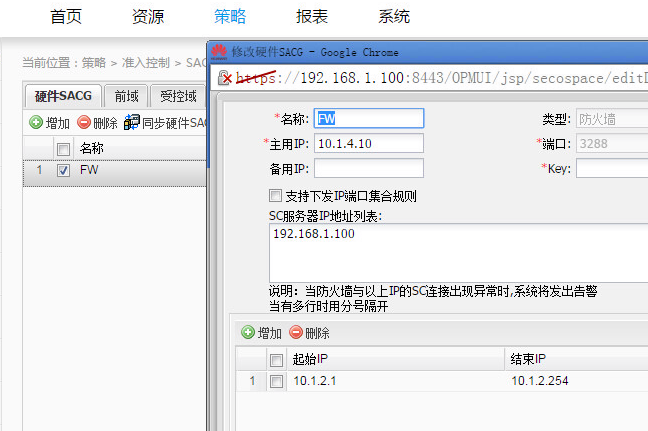 首页 资源 策略 报表 系统
当前位置：策略 > 准入控制 > SAC
修改硬件SACG - Google Chrome
https://192.168.1.100:8443/OPMUI/jsp/secospace/edit
硬件SACG 前域 受控域
增加 删除 同步硬件SAC
名称
1 FW
*名称: FW 类型: 防火墙
*主用IP: 10.1.4.10 *端口: 3288
备用IP: *Key:
支持下发IP端口集合规则
SC服务器IP地址列表:
192.168.1.100
说明：当防火墙与以上IP的SC连接出现异常时,系统将发出告警
当有多行时用分号隔开
增加 删除
起始IP 结束IP
1 10.1.2.1 10.1.2.254